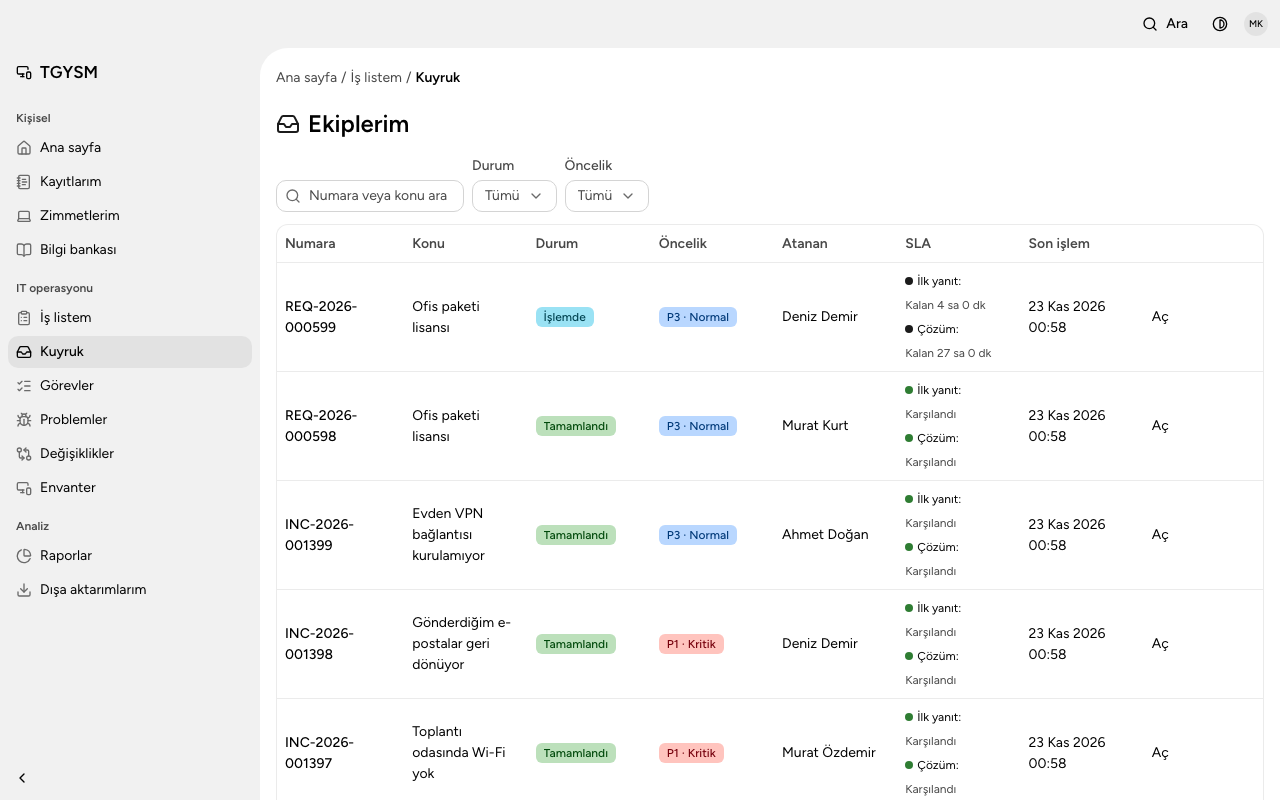 Ara
MK
TGYSM
Kişisel
Ana sayfa
Kayıtlarım
Zimmetlerim
Bilgi bankası
IT operasyonu
İş listem
Kuyruk
Görevler
Problemler
Değişiklikler
Envanter
Analiz
Raporlar
Dışa aktarımlarım
Ana sayfa / İş listem / Kuyruk
Ekiplerim
Durum
Öncelik
Numara veya konu ara
Tümü
Tümü
Numara
Konu
Durum
Öncelik
Atanan
SLA
Son işlem
REQ-2026-
000599
Ofis paketi
lisansı
İşlemde
P3 · Normal
Deniz Demir
İlk yanıt:
Kalan 4 sa 0 dk
Çözüm:
Kalan 27 sa 0 dk
23 Kas 2026
00:58
Aç
REQ-2026-
000598
Ofis paketi
lisansı
Tamamlandı
P3 · Normal
Murat Kurt
İlk yanıt:
Karşılandı
Çözüm:
Karşılandı
23 Kas 2026
00:58
Aç
INC-2026-
001399
Evden VPN
bağlantısı
kurulamıyor
Tamamlandı
P3 · Normal
Ahmet Doğan
İlk yanıt:
Karşılandı
Çözüm:
Karşılandı
23 Kas 2026
00:58
Aç
INC-2026-
001398
Gönderdiğim e-
postalar geri
dönüyor
Tamamlandı
P1 · Kritik
Deniz Demir
İlk yanıt:
Karşılandı
Çözüm:
Karşılandı
23 Kas 2026
00:58
Aç
INC-2026-
001397
Toplantı
odasında Wi-Fi
yok
Tamamlandı
P1 · Kritik
Murat Özdemir
İlk yanıt:
Karşılandı
Çözüm:
Karşılandı
23 Kas 2026
00:58
Aç